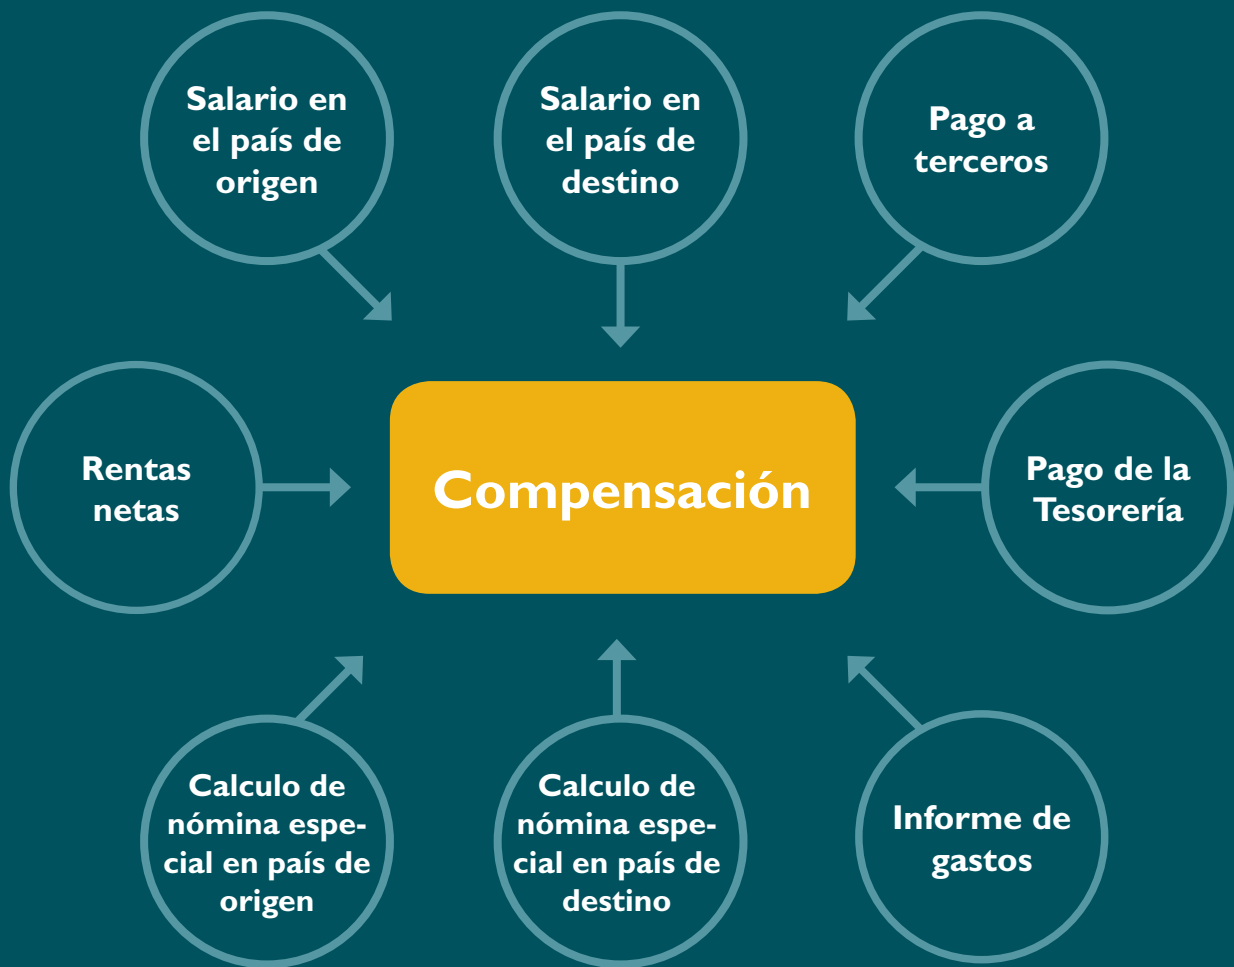 Salario en
el país de
origen
Salario en
el país de
destino
Pago a
terceros
Rentas
netas
Compensación
Pago de la
Tesorería
Calculo de
nómina espe-
cial en país de
origen
Calculo de
nómina espe-
cial en país de
destino
Informe de
gastos